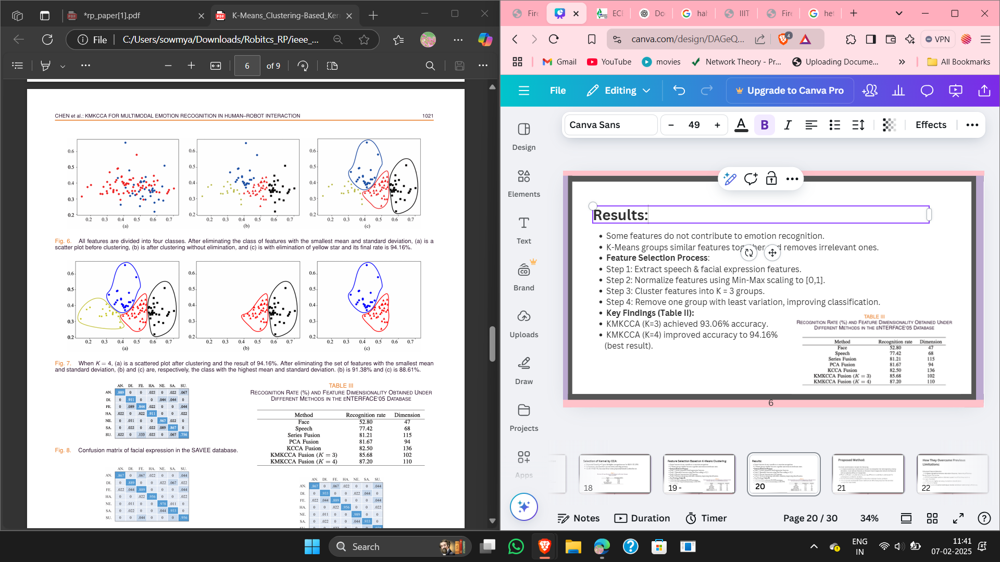 *rp_paper[1].pdf
K-Means_Clustering-Based_Ker
File
C:/Users/sowmya/Downloads/Robitcs_RP/ieee_...
6 of 9
CHEN et al.: KMKCCA FOR MULTIMODAL EMOTION RECOGNITION IN HUMAN–ROBOT INTERACTION 1021
0.6 0.6 0.6
0.5 0.5 0.5
0.4 0.4 0.4
0.3 0.3 0.3
0.2 0.2 0.2
0.2 0.3 0.4 0.5 0.6 0.7 0.2 0.3 0.4 0.5 0.6 0.7 0.2 0.3 0.4 0.5 0.6 0.7
(a) (b) (c)
Fig. 6. All features are divided into four classes. After eliminating the class of features with the smallest mean and standard deviation, (a) is a
scatter plot before clustering, (b) is after clustering without elimination, and (c) is with elimination of yellow star and its final rate is 94.16%.
0.6 0.6 0.6
0.5 0.5 0.5
0.4 0.4 0.4
0.3 0.3 0.3
0.2 0.2 0.2
0.2 0.3 0.4 0.5 0.6 0.7 0.2 0.3 0.4 0.5 0.6 0.7 0.2 0.3 0.4 0.5 0.6 0.7
(a) (b) (c)
Fig. 7. When K = 4, (a) is a scattered plot after clustering and the result of 94.16%. After eliminating the set of features with the smallest mean
and standard deviation, (b) and (c) are, respectively, the class with the highest mean and standard deviation. (b) is 91.38% and (c) is 88.61%.
AN. DI. FE. HA. NE. SA. SU.
AN. .889 0 0 .022 0 .022 .067
DI. 0 .911 0 0 .044 .044 0
FE. 0 .089 .844 .022 0 0 .044
HA. .022 0 .022 .911 0 0 .022
NE. 0 .011 0 0 .967 .022 0
SA. 0 .022 0 .022 .089 .867 0
SU. .022 0 .133 .022 0 .067 .756
Fig. 8. Confusion matrix of facial expression in the SAVEE database.
TABLE III
RECOGNITION RATE (%) AND FEATURE DIMENSIONALITY OBTAINED UNDER
DIFFERENT METHODS IN THE eNTERFACE'05 DATABASE
Method Recognition rate Dimension
Face 52.80 47
Speech 77.42 68
Series Fusion 81.21 115
PCA Fusion 81.67 94
KCCA Fusion 82.50 136
KMKCCA Fusion (K = 3) 85.68 102
KMKCCA Fusion (K = 4) 87.20 110
AN. DI. FE. HA. NE. SA. SU.
AN. .867 0 .067 .022 0 0 .044
DI. 0 .889 0 0 .022 .067 .022
FE. .022 .044 .889 0 0 0 .044
HA. .022 0 0 .956 0 0 .022
NE. 0 .011 0 0 .978 .011 0
SA. 0 .022 0 0 .044 .933 0
SU. 0 0 .044 0 0 0 .956
AN. DI. FE. HA. NE. SA. SU.
AN. .867 0 .067 .022 0 0 .044
DI. 0 .933 0 0 .022 .044 0
FE. .022 .044 .889 0 0 0 .044
HA. .022 0 0 .956 0 0 .022
NE. 0 .011 0 0 .989 0 0
SA. 0 .022 0 0 .044 .933 0
Fire
ECE
Do
hal
IIIT
Fire
het
canva.com/design/DAGeQ...
4
VPN
Gmail
YouTube
movies
Network Theory - Pr...
Uploading Docume...
All Bookmarks
File
Editing
Upgrade to Canva Pro
Canva Sans
– 49 +
A B I
Effects
Design
Elements
Text
Brand
Uploads
Draw
Projects
Apps
Results:
• Some features do not contribute to emotion recognition.
• K-Means groups similar features together and removes irrelevant ones.
• Feature Selection Process:
• Step 1: Extract speech & facial expression features.
• Step 2: Normalize features using Min-Max scaling to [0,1].
• Step 3: Cluster features into K = 3 groups.
• Step 4: Remove one group with least variation, improving classification.
• Key Findings (Table II):
• KMKCCA (K=3) achieved 93.06% accuracy.
• KMKCCA (K=4) improved accuracy to 94.16%
(best result).
TABLE III
RECOGNITION RATE (%) AND FEATURE DIMENSIONALITY OBTAINED UNDER
DIFFERENT METHODS IN THE eNTERFACE'05 DATABASE
Method Recognition rate Dimension
Face 52.80 47
Speech 77.42 68
Series Fusion 81.21 115
PCA Fusion 81.67 94
KCCA Fusion 82.50 136
KMKCCA Fusion (K = 3) 85.68 102
KMKCCA Fusion (K = 4) 87.20 110
6
Selection of Kernel by CCA:
18
Feature Selection Based on K-Means Clustering:
19 -
Results:
20
Proposed Method:
21
How They Overcame Previous
Limitations:
22
Notes
Duration
Timer
Page 20 / 30
34%
Search
ENG
IN
11:41
07-02-2025